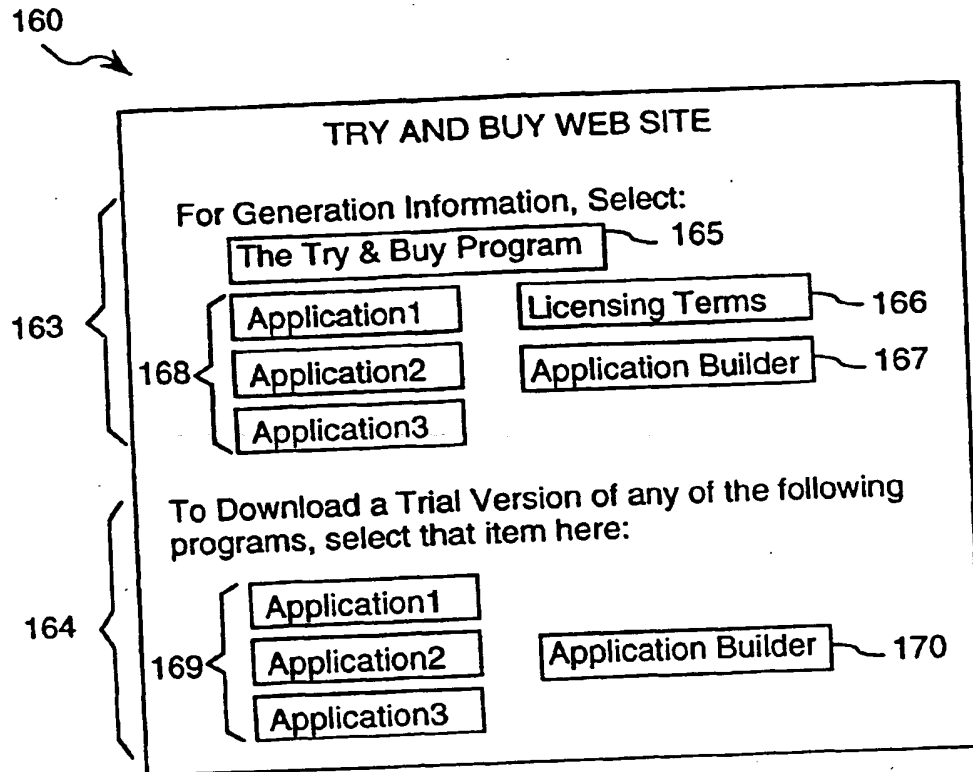 160
TRY AND BUY WEB SITE
For Generation Information, Select:
The Try & Buy Program 165
163
168
Application1 Licensing Terms 166
Application2 Application Builder 167
Application3
To Download a Trial Version of any of the following
programs, select that item here:
164
169
Application1
Application2 Application Builder 170
Application3